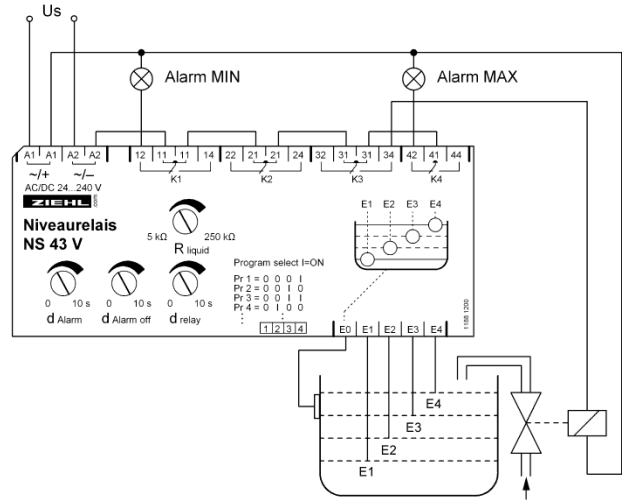 Us
Alarm MIN
Alarm MAX
A1 A1 A2 A2 12 11 11 14 22 21 21 24 32 31 31 34 42 41 44
~/+ ~/–
K1 K2 K3 K4
AC/DC 24...240 V
ZIEHL.com
Niveaurelais
NS 43 V
5 kΩ 250 kΩ
R liquid
E1 E2 E3 E4
0 10 s 0 10 s 0 10 s
d Alarm d Alarm off d relay
Program select I=ON
Pr 1 = 0 0 0 I
Pr 2 = 0 0 I 0
Pr 3 = 0 0 I I
Pr 4 = 0 I 0 0
1 2 3 4
1188 1200
E0 E1 E2 E3 E4
E4
E3
E2
E1